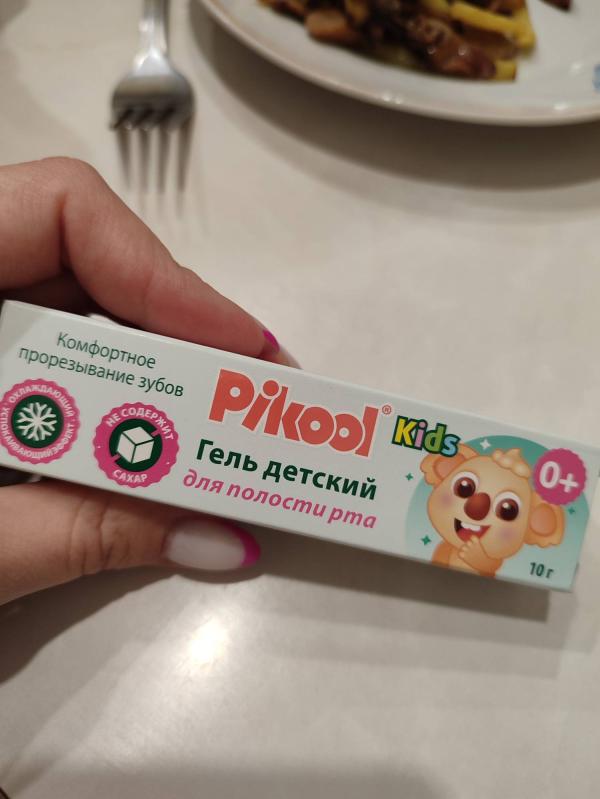 Комфортное
прорезывание зубов
ОХЛАЖДАЮЩИЙ
УСПОКАИВАЮЩИЙ ЭФФЕКТ
НЕ СОДЕРЖИТ
САХАР
Pikool®
Kids
Гель детский
для полости рта
0+
10 г